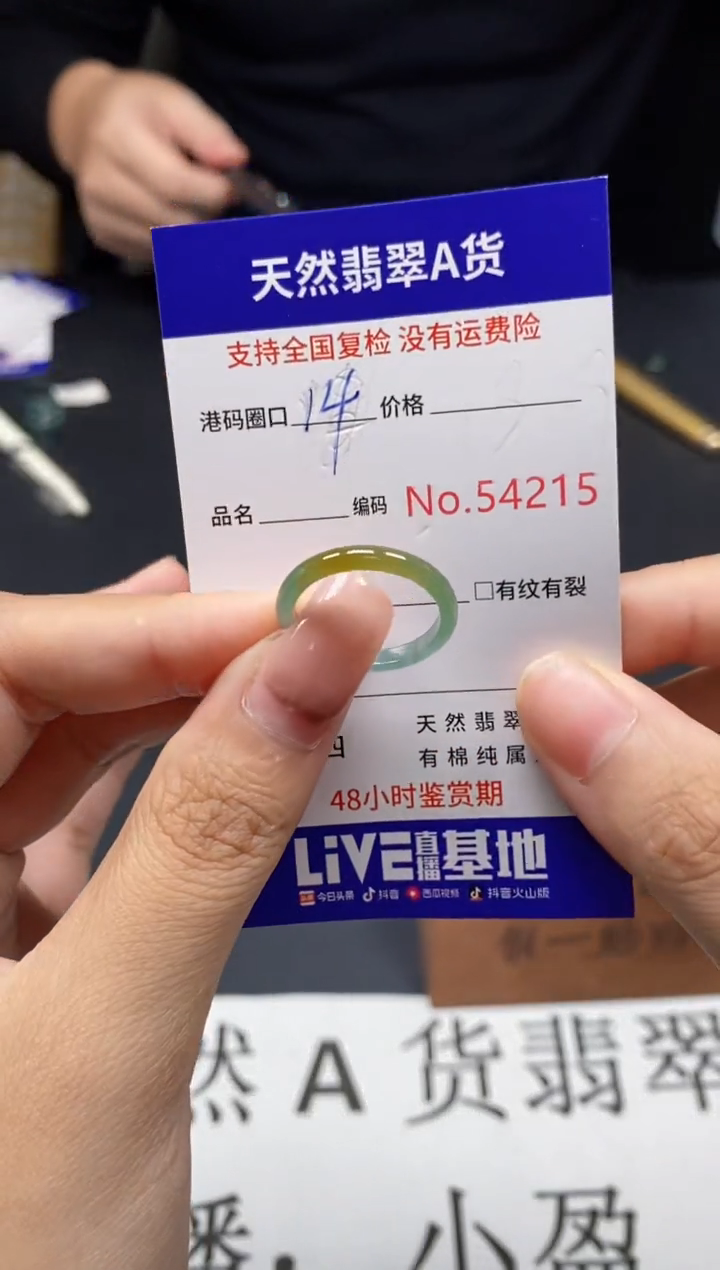 天然翡翠A货
支持全国复检 没有运费险
港码圈口 14 价格
品名 编码 No.54215
□有纹有裂
天然翡翠
有棉纯属
48小时鉴赏期
LiVE直播基地
今日头条 抖音 西瓜视频 抖音火山版
然 A 货翡翠
播: 小盈